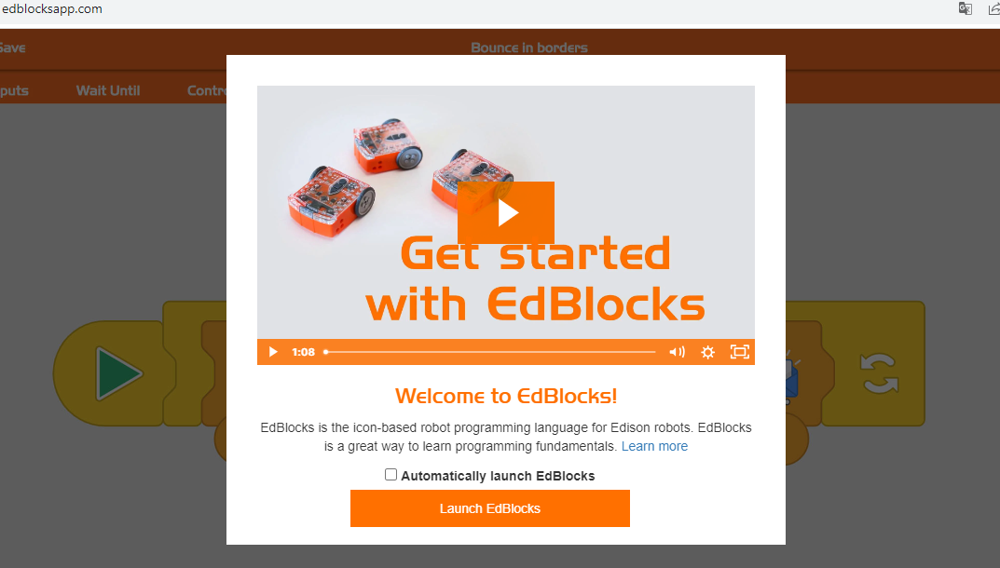 edblocksapp.com
Save
Bounce in borders
Wait Until
Get started
with EdBlocks
1:08
Welcome to EdBlocks!
EdBlocks is the icon-based robot programming language for Edison robots. EdBlocks
is a great way to learn programming fundamentals. Learn more
Automatically launch EdBlocks
Launch EdBlocks